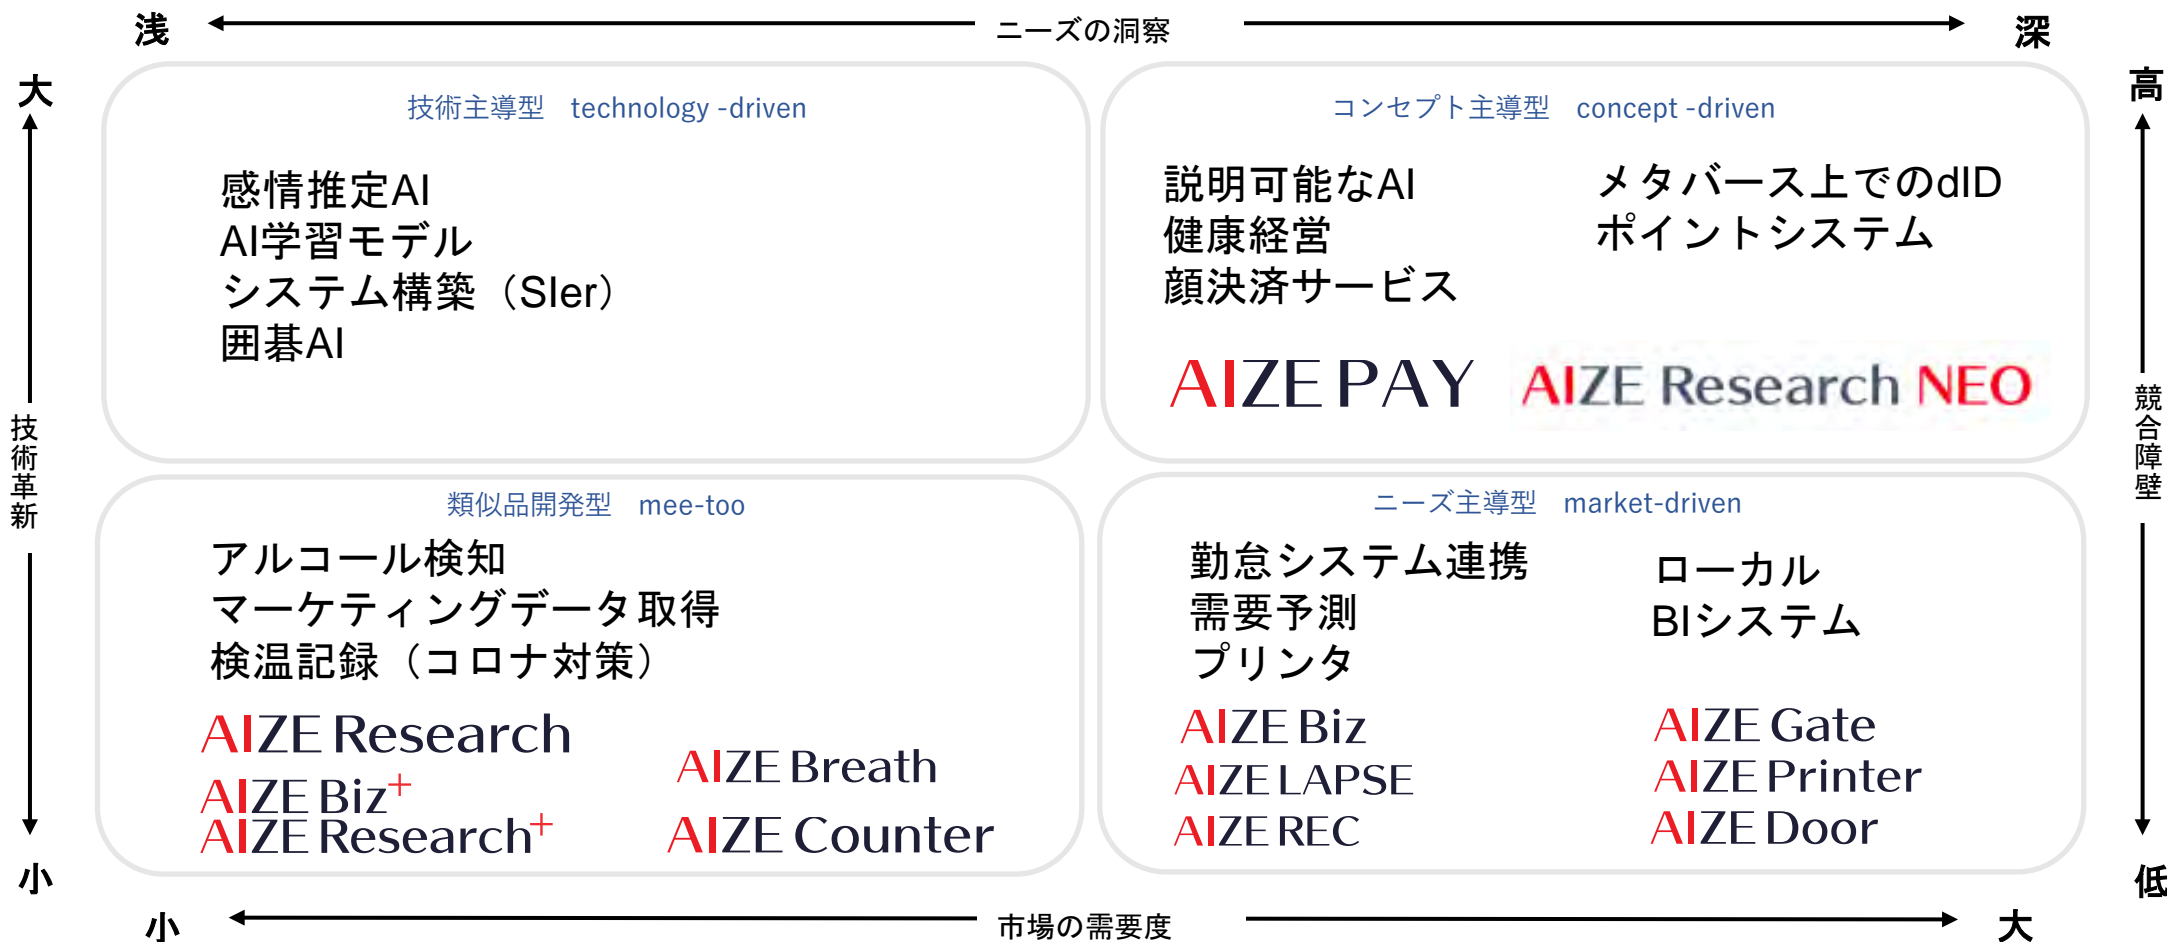 浅
ニーズの洞察
深
大
技術革新
小
高
競合障壁
低
技術主導型 technology -driven
感情推定AI
AI学習モデル
システム構築（SIer）
囲碁AI
コンセプト主導型 concept -driven
説明可能なAI
健康経営
顔決済サービス
メタバース上でのdID
ポイントシステム
AIZE PAY
AIZE Research NEO
類似品開発型 mee-too
アルコール検知
マーケティングデータ取得
検温記録（コロナ対策）
AIZE Research
AIZE Biz+
AIZE Research+
AIZE Breath
AIZE Counter
ニーズ主導型 market-driven
勤怠システム連携
需要予測
プリンタ
ローカル
BIシステム
AIZE Biz
AIZE LAPSE
AIZE REC
AIZE Gate
AIZE Printer
AIZE Door
小
市場の需要度
大